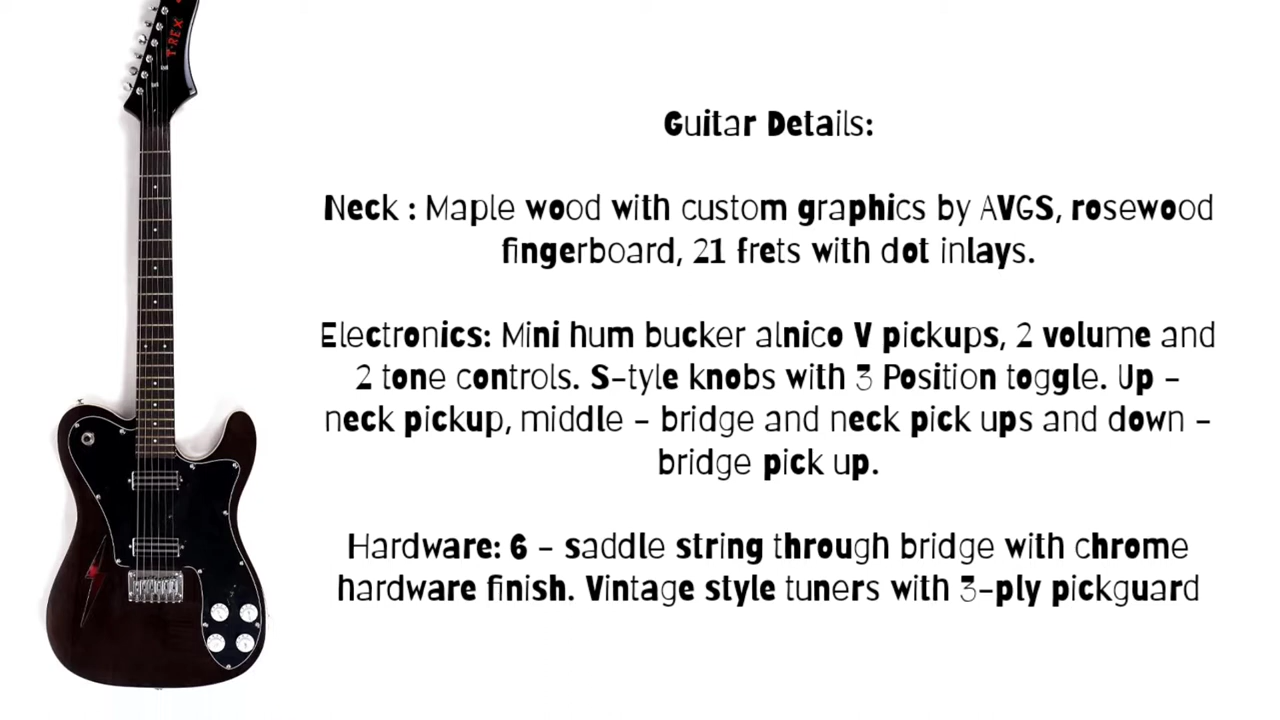 T-REX
Guitar Details:
Neck : Maple wood with custom graphics by AVGS, rosewood
fingerboard, 21 frets with dot inlays.
Electronics: Mini hum bucker alnico V pickups, 2 volume and
2 tone controls. S-tyle knobs with 3 Position toggle. Up -
neck pickup, middle - bridge and neck pick ups and down -
bridge pick up.
Hardware: 6 - saddle string through bridge with chrome
hardware finish. Vintage style tuners with 3-ply pickguard